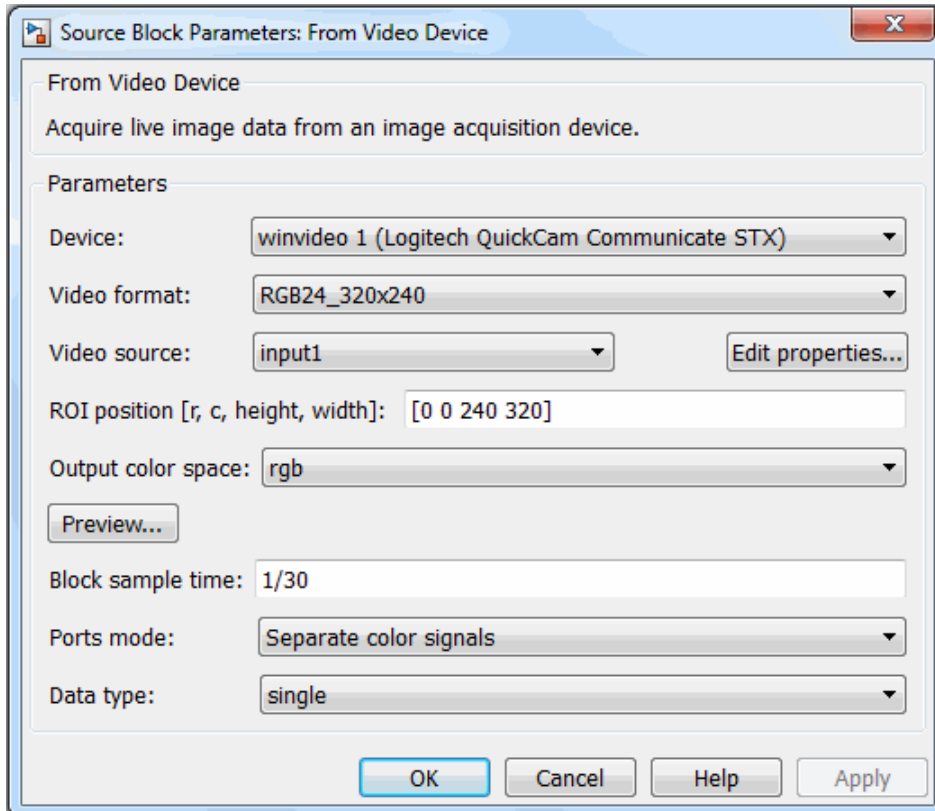 Source Block Parameters: From Video Device
From Video Device
Acquire live image data from an image acquisition device.
Parameters
Device: winvideo 1 (Logitech QuickCam Communicate STX)
Video format: RGB24_320x240
Video source: input1 Edit properties...
ROI position [r, c, height, width]: [0 0 240 320]
Output color space: rgb
Preview...
Block sample time: 1/30
Ports mode: Separate color signals
Data type: single
OK Cancel Help Apply